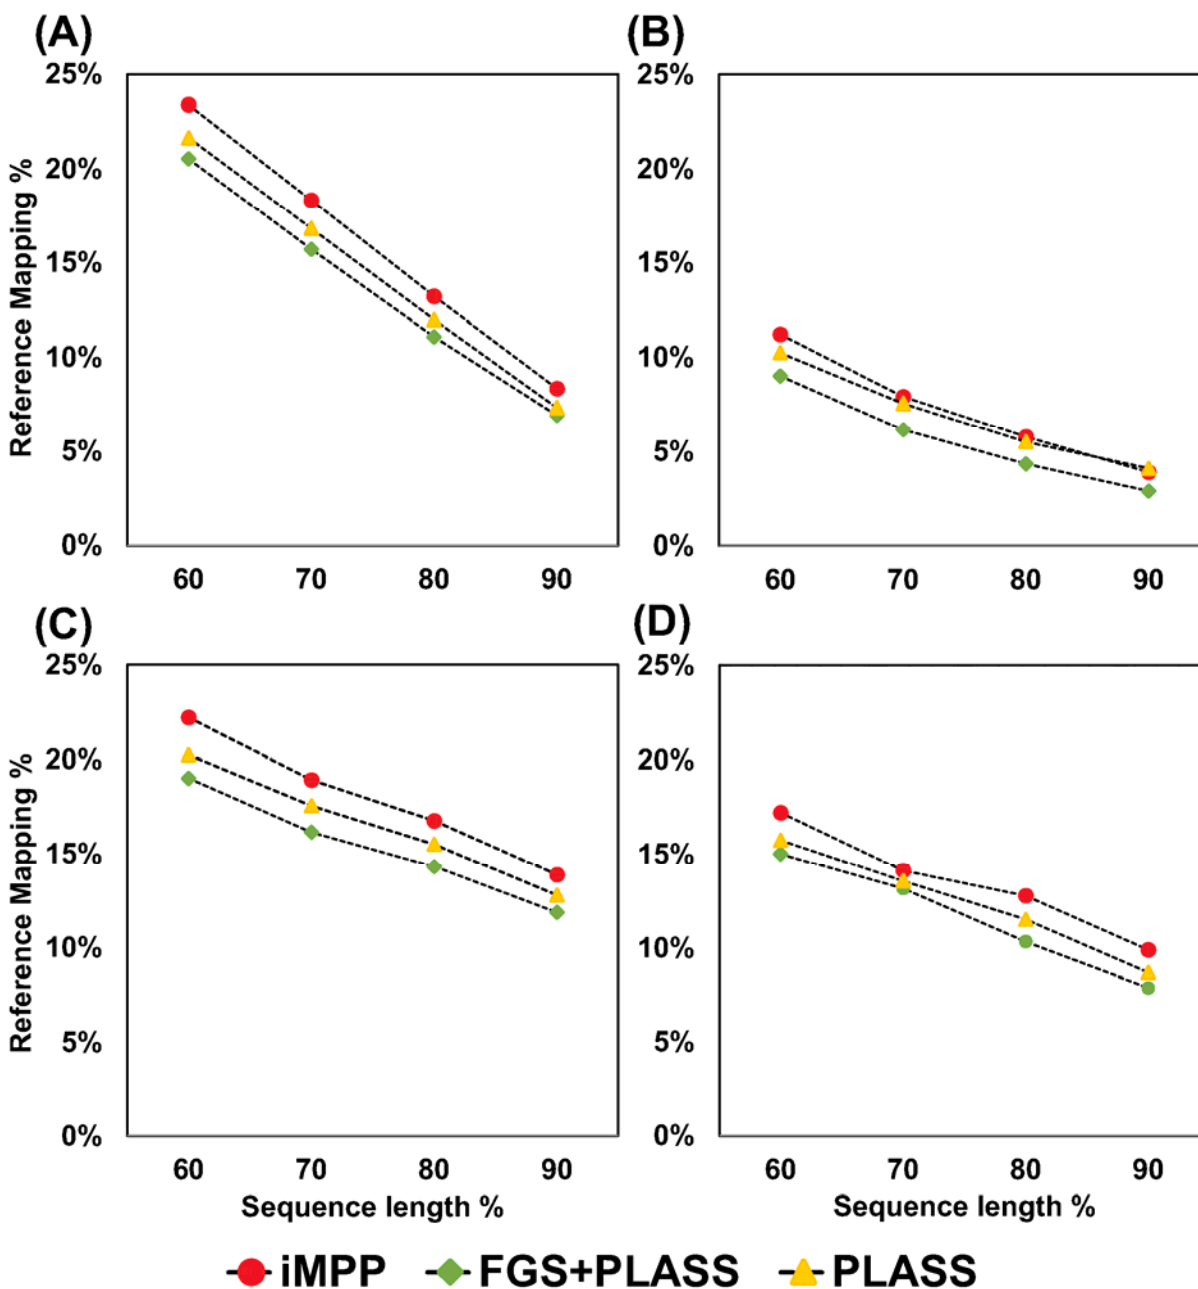 (A)
25%
20%
15%
10%
5%
0%
Reference Mapping %
60 70 80 90
(B)
25%
20%
15%
10%
5%
0%
60 70 80 90
(C)
25%
20%
15%
10%
5%
0%
Reference Mapping %
60 70 80 90
Sequence length %
(D)
25%
20%
15%
10%
5%
0%
60 70 80 90
Sequence length %
iMPP FGS+PLASS PLASS